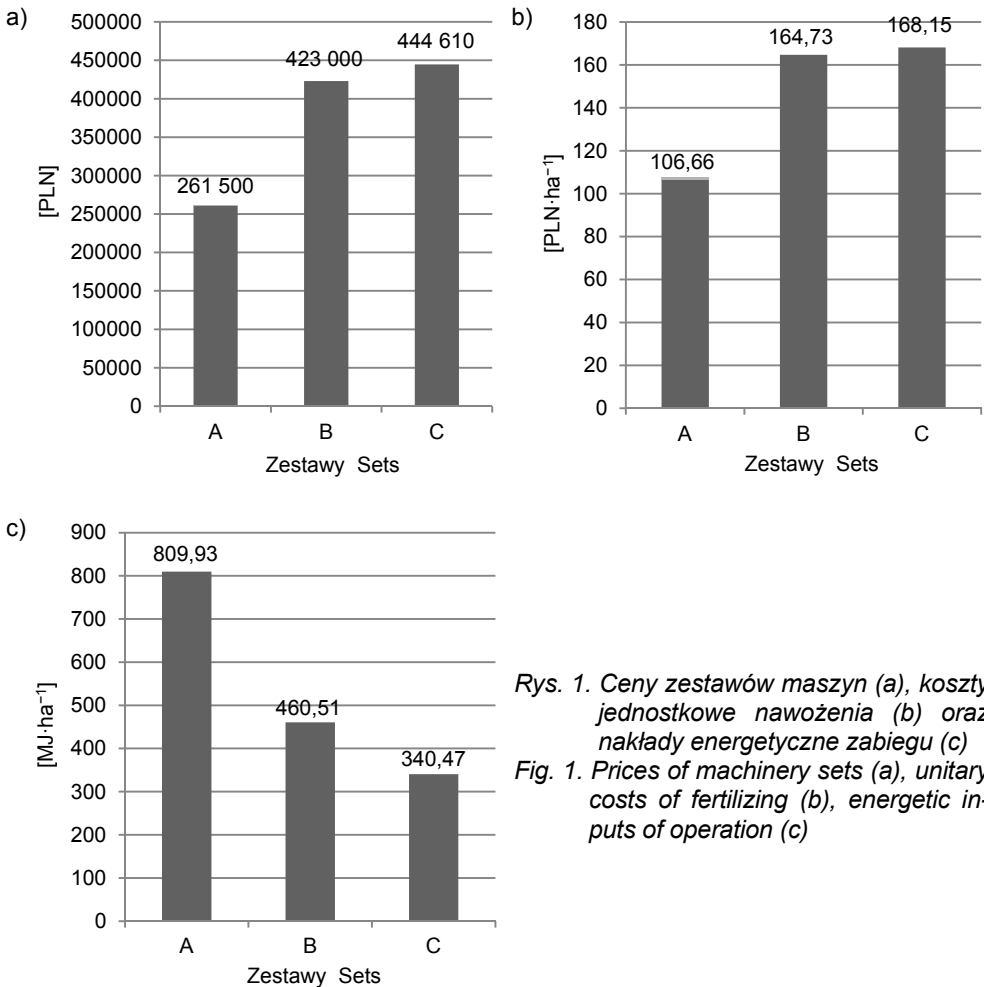 a)
[PLN]
500000
450000
400000
350000
300000
250000
200000
150000
100000
50000
0
261 500
423 000
444 610
A B C
Zestawy Sets
b)
[PLN·ha⁻¹]
180
160
140
120
100
80
60
40
20
0
106,66
164,73
168,15
A B C
Zestawy Sets
c)
[MJ·ha⁻¹]
900
800
700
600
500
400
300
200
100
0
809,93
460,51
340,47
A B C
Zestawy Sets
Rys. 1. Ceny zestawów maszyn (a), koszty
jednostkowe nawożenia (b) oraz
nakłady energetyczne zabiegu (c)
Fig. 1. Prices of machinery sets (a), unitary
costs of fertilizing (b), energetic in-
puts of operation (c)